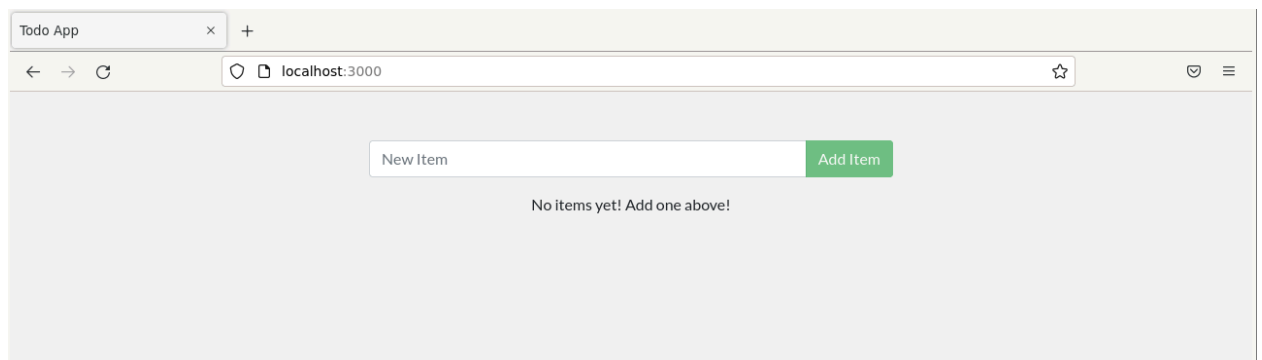 Todo App
localhost:3000
New Item Add Item
No items yet! Add one above!